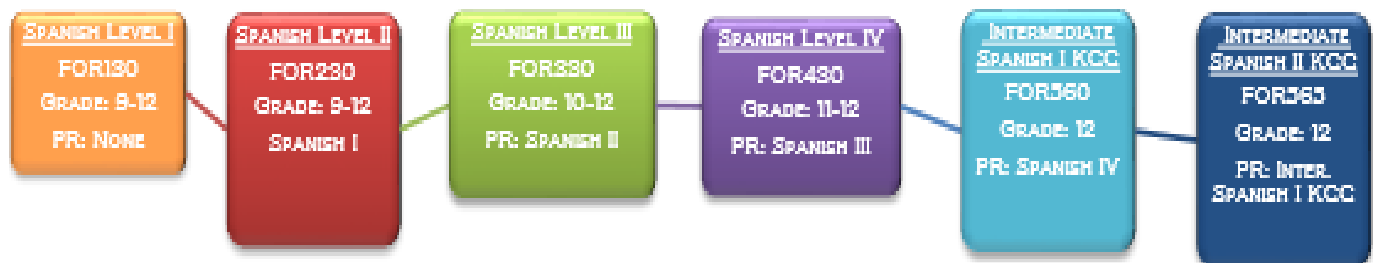 Spanish Level I
FOR130
Grade: 9-12
PR: None
Spanish Level II
FOR230
Grade: 9-12
Spanish I
Spanish Level III
FOR330
Grade: 10-12
PR: Spanish II
Spanish Level IV
FOR430
Grade: 11-12
PR: Spanish III
Intermediate
Spanish I KCC
FOR560
Grade: 12
PR: Spanish IV
Intermediate
Spanish II KCC
FOR565
Grade: 12
PR: Inter.
Spanish I KCC